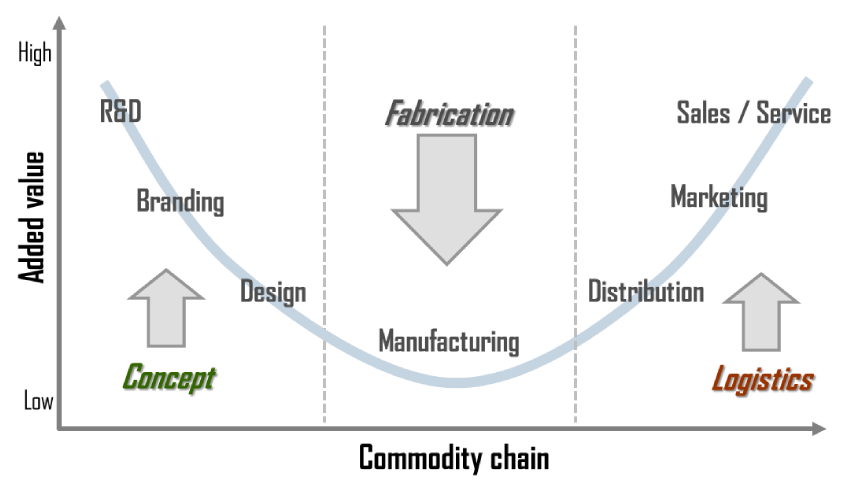 High
R&D
Fabrication
Sales / Service
Branding
Marketing
Added value
Design
Distribution
Manufacturing
Concept
Logistics
Low
Commodity chain